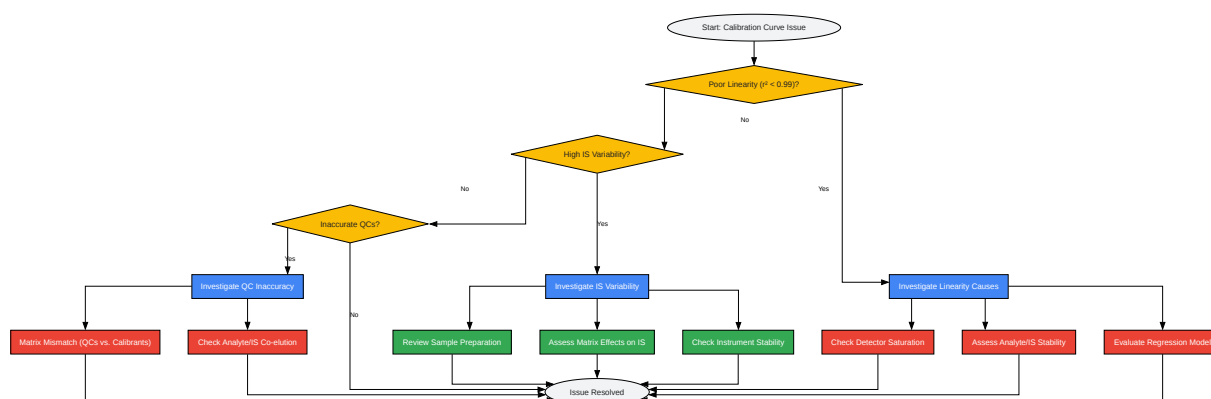 Start: Calibration Curve Issue
Poor Linearity (r² < 0.99)?
No
High IS Variability?
No
Yes
Inaccurate QCs?
Yes
Yes
Investigate QC Inaccuracy
Investigate IS Variability
Investigate Linearity Causes
No
Matrix Mismatch (QCs vs. Calibrants)
Check Analyte/IS Co-elution
Review Sample Preparation
Assess Matrix Effects on IS
Check Instrument Stability
Check Detector Saturation
Assess Analyte/IS Stability
Evaluate Regression Model
Issue Resolved